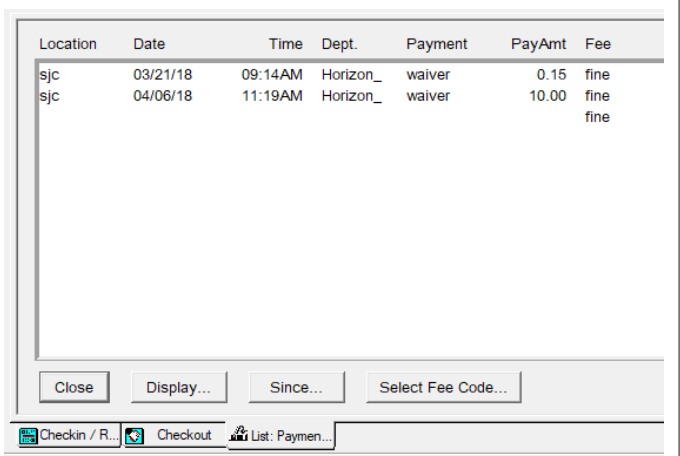 Location Date Time Dept. Payment PayAmt Fee
sjc 03/21/18 09:14AM Horizon_ waiver 0.15 fine
sjc 04/06/18 11:19AM Horizon_ waiver 10.00 fine
fine
Close Display... Since... Select Fee Code...
Checkin / R... Checkout List: Paymen...